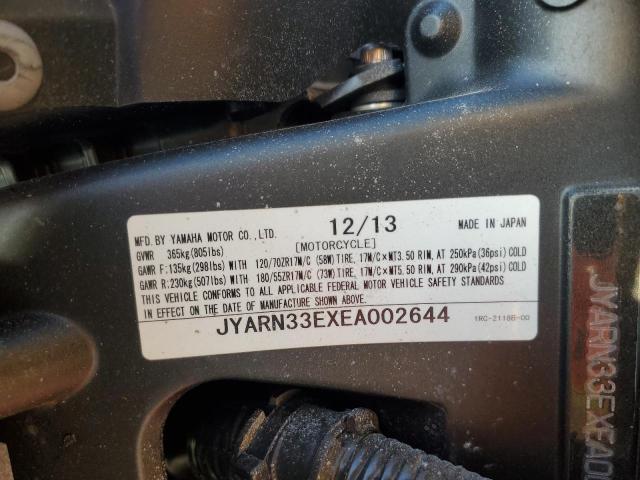 MFD. BY YAMAHA MOTOR CO.,LTD. 12/13 MADE IN JAPAN
GVWR 365kg(805lbs) [MOTORCYCLE]
GAWR F:135kg(298lbs)WITH 120/70ZR17M/C (58W)TIRE, 17M/C×MT3.50 RIM, AT 250kPa(36psi)COLD
GAWR R:230kg(507lbs)WITH 180/55ZR17M/C (73W)TIRE, 17M/C×MT5.50 RIM, AT 290kPa(42psi)COLD
THIS VEHICLE CONFORMS TO ALL APPLICABLE FEDERAL MOTOR VEHICLE SAFETY STANDARDS
IN EFFECT ON THE DATE OF MANUFACTURE SHOWN ABOVE.
JYARN33EXEA002644 1RC-2118B-00
JYARN33EXEA00